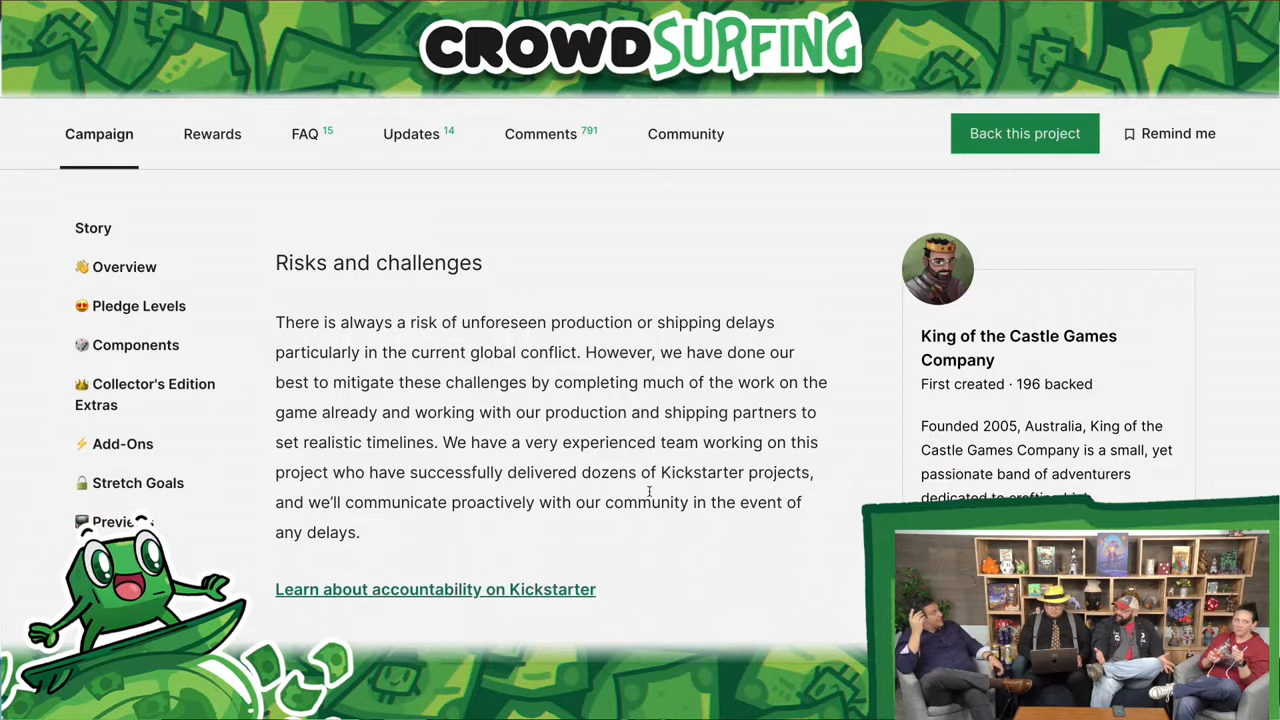 CROWDSURFING
Campaign
Rewards
FAQ 15
Updates 14
Comments 791
Community
Back this project
Remind me
Story
👋 Overview
😍 Pledge Levels
🎲 Components
👑 Collector's Edition
Extras
⚡ Add-Ons
🔓 Stretch Goals
Risks and challenges
There is always a risk of unforeseen production or shipping delays
particularly in the current global conflict. However, we have done our
best to mitigate these challenges by completing much of the work on the
game already and working with our production and shipping partners to
set realistic timelines. We have a very experienced team working on this
project who have successfully delivered dozens of Kickstarter projects,
and we’ll communicate proactively with our community in the event of
any delays.
Learn about accountability on Kickstarter
King of the Castle Games
Company
First created · 196 backed
Founded 2005, Australia, King of the
Castle Games Company is a small, yet
passionate band of adventurers